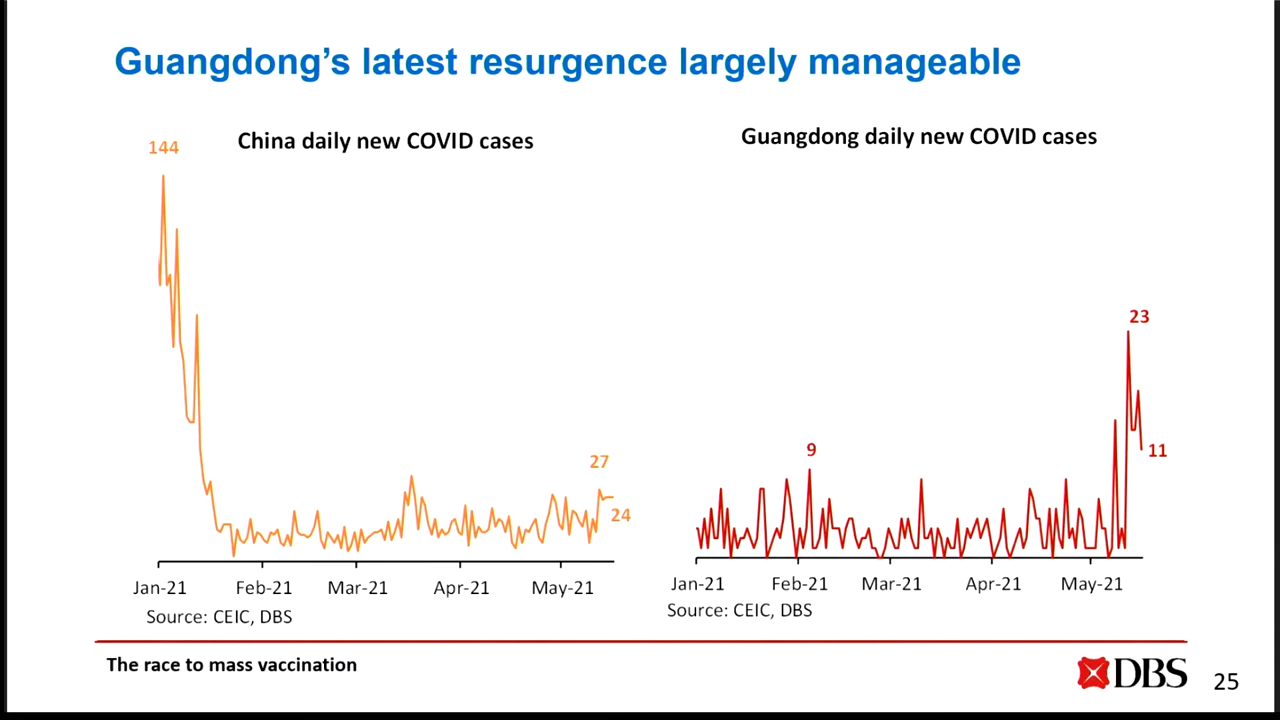 Guangdong’s latest resurgence largely manageable
China daily new COVID cases
144
27
24
Jan-21 Feb-21 Mar-21 Apr-21 May-21
Source: CEIC, DBS
Guangdong daily new COVID cases
23
9
11
Jan-21 Feb-21 Mar-21 Apr-21 May-21
Source: CEIC, DBS
The race to mass vaccination
DBS
25